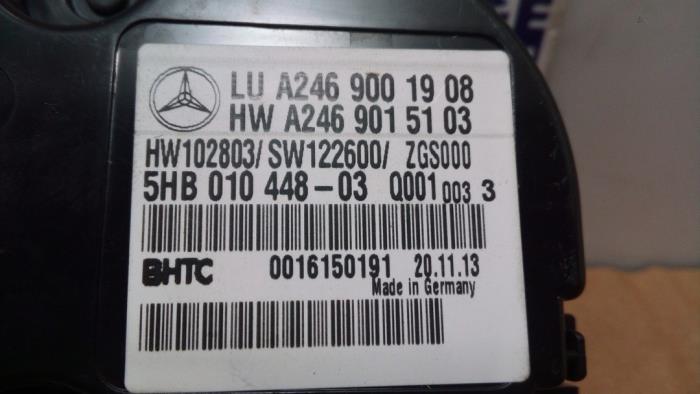 LU A246 900 19 08
HW A246 901 51 03
HW102803/ SW122600/ ZGS000
5HB 010 448-03 Q001 003 3
BHTC 0016150191 20.11.13
Made in Germany